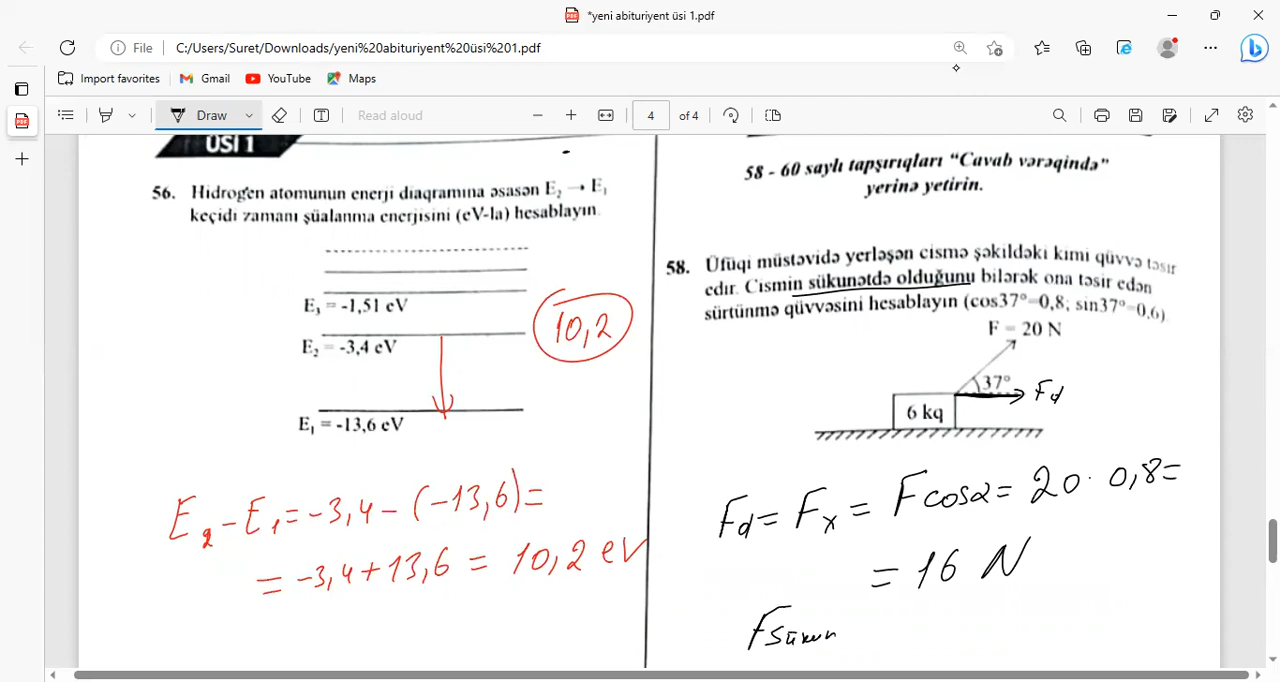 *yeni abituriyent üsi 1.pdf
File
C:/Users/Suret/Downloads/yeni%20abituriyent%20üsi%201.pdf
Import favorites
Gmail
YouTube
Maps
Draw
Read aloud
4
of 4
ÜSİ 1
56. Hidrogen atomunun enerji diaqramına əsasən E₂ → E₁
keçidi zamanı şüalanma enerjisini (eV-la) hesablayın.
E₃ = -1,51 eV
E₂ = -3,4 eV
E₁ = -13,6 eV
10,2
E₂ - E₁ = -3,4 - (-13,6) =
= -3,4 + 13,6 = 10,2 eV
58 - 60 saylı tapşırıqları “Cavab vərəqində”
yerinə yetirin.
58. Üfüqi müstəvidə yerləşən cismə şəkildəki kimi qüvvə təsir
edir. Cismin sükunətdə olduğunu bilərək ona təsir edən
sürtünmə qüvvəsini hesablayın (cos37°=0,8; sin37°=0,6)
F = 20 N
37°
Fd
6 kq
Fd = Fx = Fcosα = 20 · 0,8 =
= 16 N
Fsükun